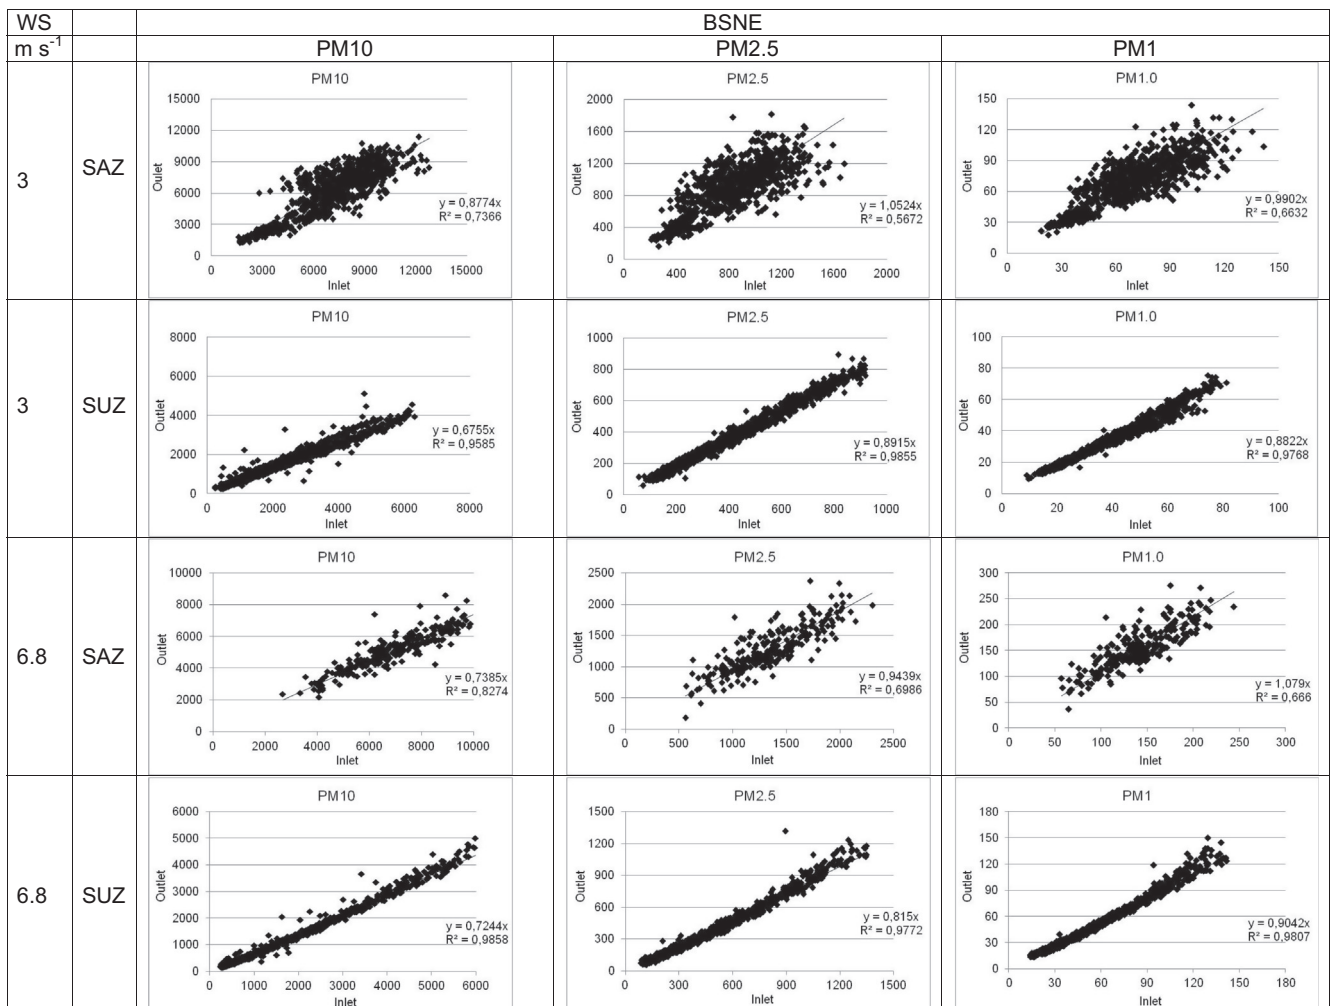 WS BSNE
m s-1 PM10 PM2.5 PM1
3 SAZ
PM10
15000
12000
9000
6000
3000
0
Oulet
y = 0,8774x
R² = 0,7366
0 3000 6000 9000 12000 15000
Inlet
PM2.5
2000
1600
1200
800
400
0
Outlet
y = 1,0524x
R² = 0,5672
0 400 800 1200 1600 2000
Inlet
PM1.0
150
120
90
60
30
0
Outlet
y = 0,9902x
R² = 0,6632
0 30 60 90 120 150
Inlet
3 SUZ
PM10
8000
6000
4000
2000
0
Outlet
y = 0,6755x
R² = 0,9585
0 2000 4000 6000 8000
Inlet
PM2.5
1000
800
600
400
200
0
Outlet
y = 0,8915x
R² = 0,9855
0 200 400 600 800 1000
Inlet
PM1.0
100
80
60
40
20
0
Outlet
y = 0,8822x
R² = 0,9768
0 20 40 60 80 100
Inlet
6.8 SAZ
PM10
10000
8000
6000
4000
2000
0
Outlet
y = 0,7385x
R² = 0,8274
0 2000 4000 6000 8000 10000
Inlet
PM2.5
2500
2000
1500
1000
500
0
Outlet
y = 0,9439x
R² = 0,6986
0 500 1000 1500 2000 2500
Inlet
PM1.0
300
250
200
150
100
50
0
Outlet
y = 1,079x
R² = 0,666
0 50 100 150 200 250 300
Inlet
6.8 SUZ
PM10
6000
5000
4000
3000
2000
1000
0
Outlet
y = 0,7244x
R² = 0,9858
0 1000 2000 3000 4000 5000 6000
Inlet
PM2.5
1500
1200
900
600
300
0
Outlet
y = 0,815x
R² = 0,9772
0 300 600 900 1200 1500
Inlet
PM1
180
150
120
90
60
30
0
Outlet
y = 0,9042x
R² = 0,9807
0 30 60 90 120 150 180
Inlet